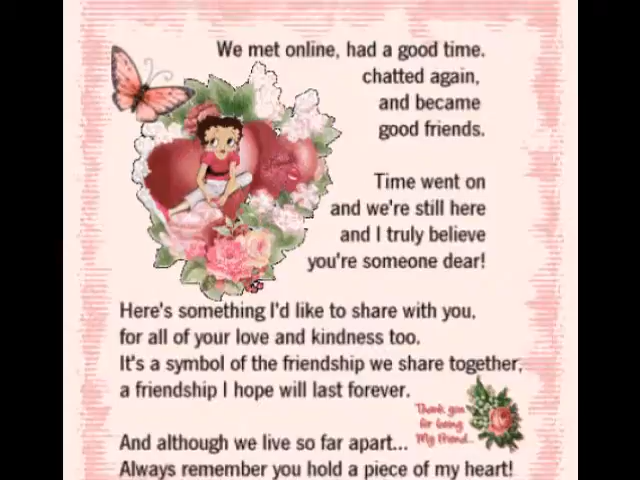 We met online, had a good time.
chatted again,
and became
good friends.
Time went on
and we're still here
and I truly believe
you're someone dear!
Here's something I'd like to share with you,
for all of your love and kindness too.
It's a symbol of the friendship we share together,
a friendship I hope will last forever.
Thank you
for being
My friend...
And although we live so far apart...
Always remember you hold a piece of my heart!